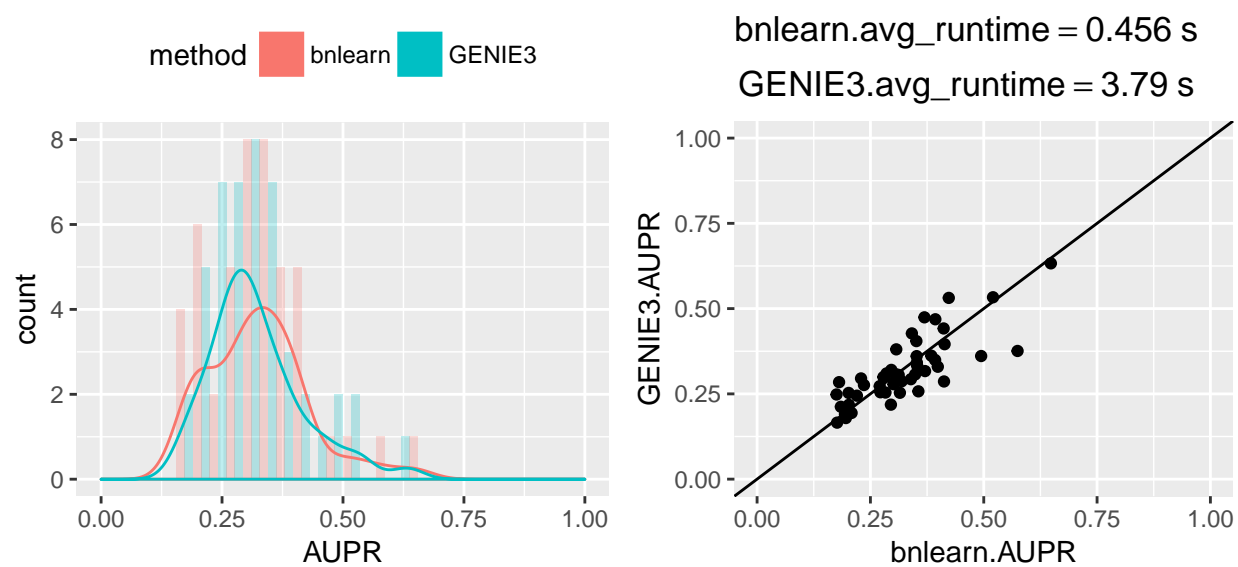 method bnlearn GENIE3
8
6
4
2
0
count
0.00 0.25 0.50 0.75 1.00
AUPR
bnlearn.avg_runtime = 0.456 s
GENIE3.avg_runtime = 3.79 s
1.00
0.75
0.50
0.25
0.00
GENIE3.AUPR
0.00 0.25 0.50 0.75 1.00
bnlearn.AUPR